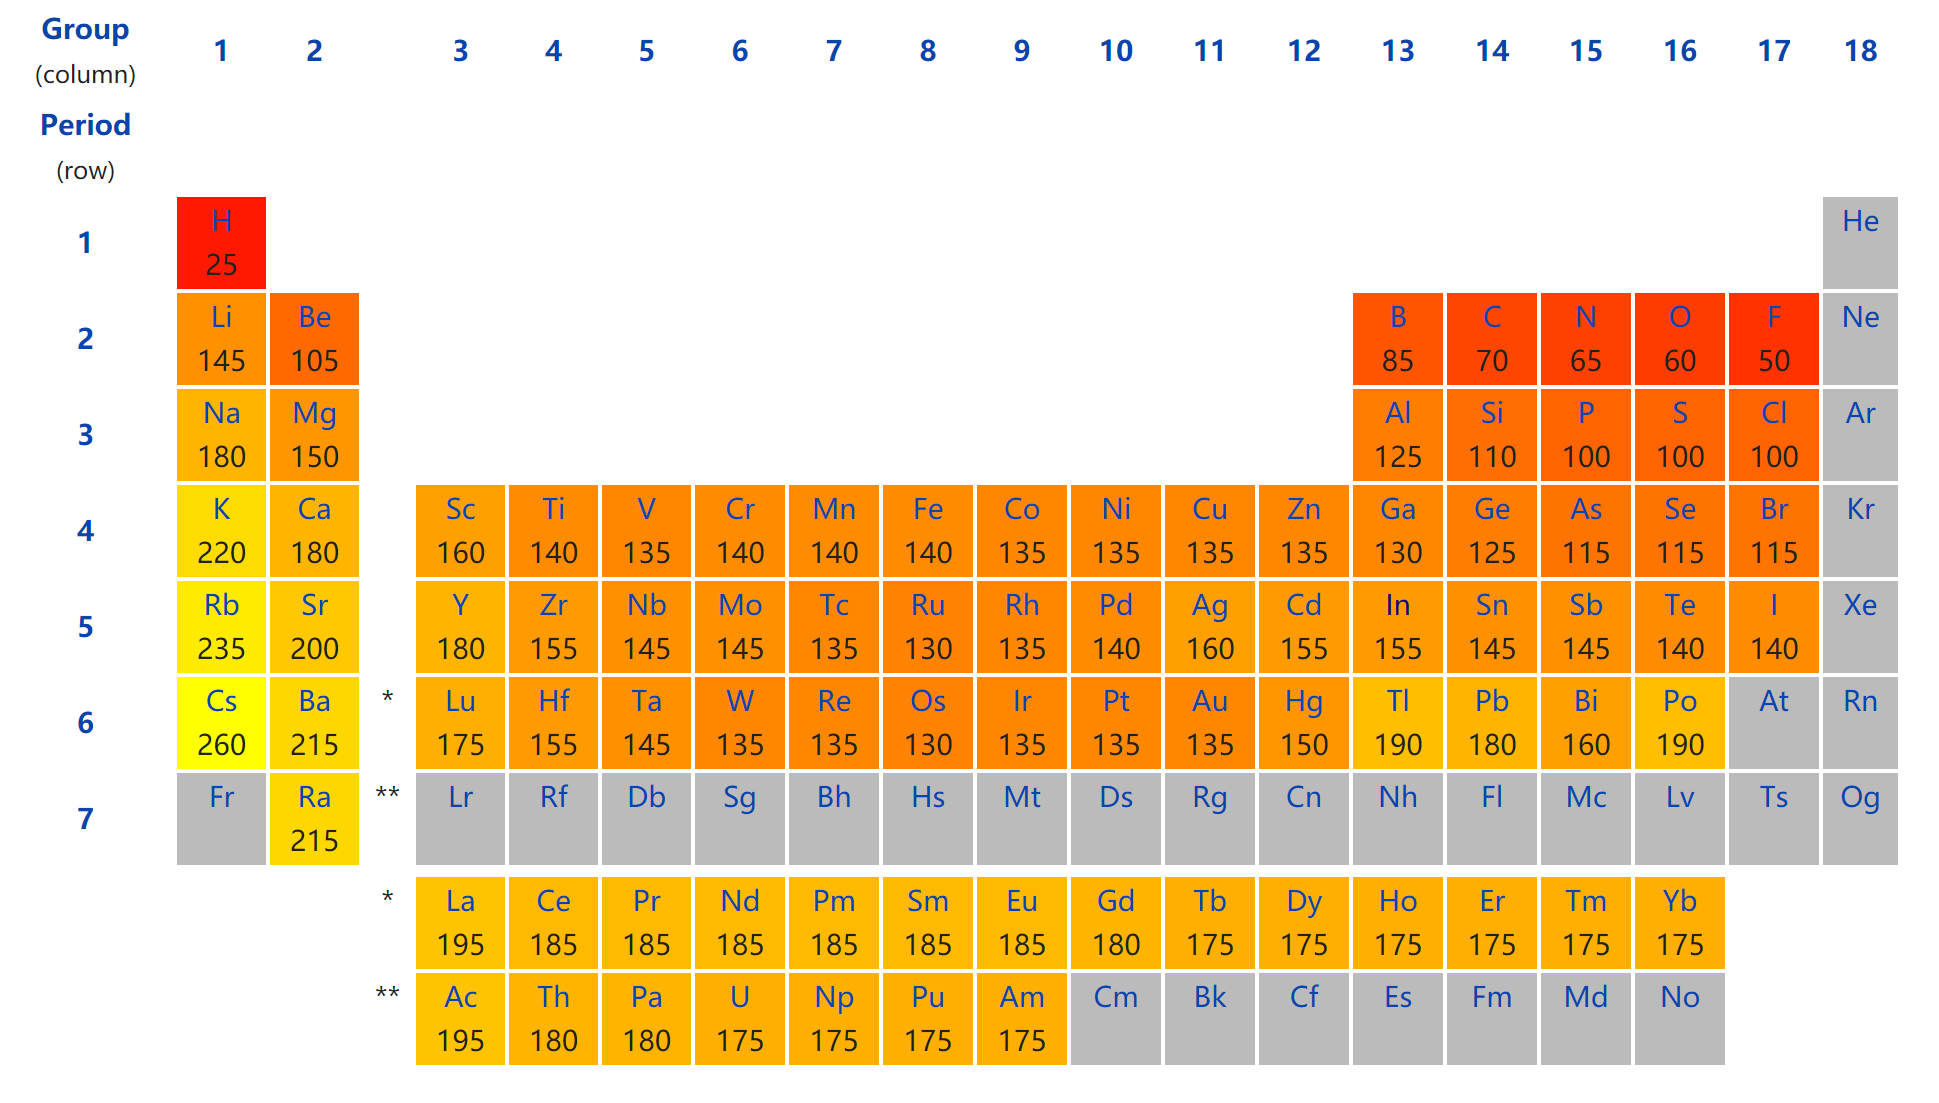 Group 1 2 3 4 5 6 7 8 9 10 11 12 13 14 15 16 17 18
(column)
Period
(row)
1 H He
25
2 Li Be B C N O F Ne
145 105 85 70 65 60 50
3 Na Mg Al Si P S Cl Ar
180 150 125 110 100 100 100
4 K Ca Sc Ti V Cr Mn Fe Co Ni Cu Zn Ga Ge As Se Br Kr
220 180 160 140 135 140 140 140 135 135 135 135 130 125 115 115 115
5 Rb Sr Y Zr Nb Mo Tc Ru Rh Pd Ag Cd In Sn Sb Te I Xe
235 200 180 155 145 145 135 130 135 140 160 155 155 145 145 140 140
6 Cs Ba * Lu Hf Ta W Re Os Ir Pt Au Hg Tl Pb Bi Po At Rn
260 215 175 155 145 135 135 130 135 135 135 150 190 180 160 190
7 Fr Ra ** Lr Rf Db Sg Bh Hs Mt Ds Rg Cn Nh Fl Mc Lv Ts Og
215
* La Ce Pr Nd Pm Sm Eu Gd Tb Dy Ho Er Tm Yb
195 185 185 185 185 185 185 180 175 175 175 175 175 175
** Ac Th Pa U Np Pu Am Cm Bk Cf Es Fm Md No
195 180 180 175 175 175 175